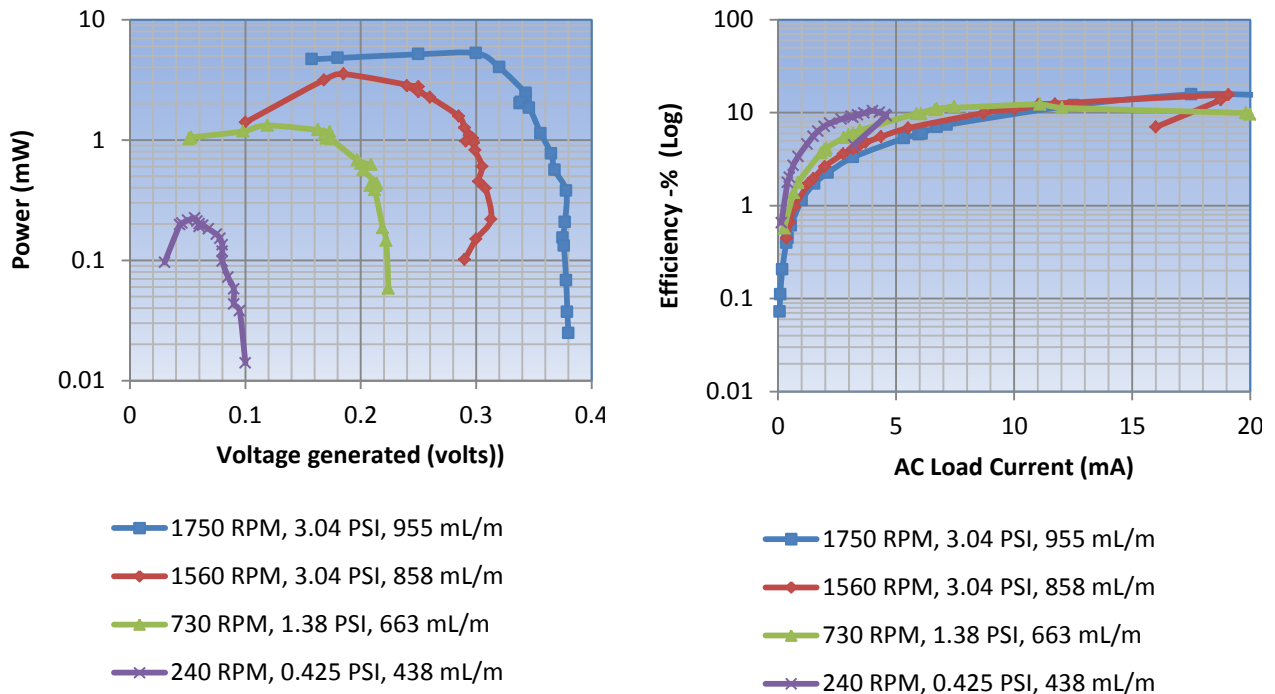 10
1
0.1
0.01
Power (mW)
0
0.1
0.2
0.3
0.4
Voltage generated (volts))
1750 RPM, 3.04 PSI, 955 mL/m
1560 RPM, 3.04 PSI, 858 mL/m
730 RPM, 1.38 PSI, 663 mL/m
240 RPM, 0.425 PSI, 438 mL/m
100
10
1
0.1
0.01
Efficiency -% (Log)
0
5
10
15
20
AC Load Current (mA)
1750 RPM, 3.04 PSI, 955 mL/m
1560 RPM, 3.04 PSI, 858 mL/m
730 RPM, 1.38 PSI, 663 mL/m
240 RPM, 0.425 PSI, 438 mL/m